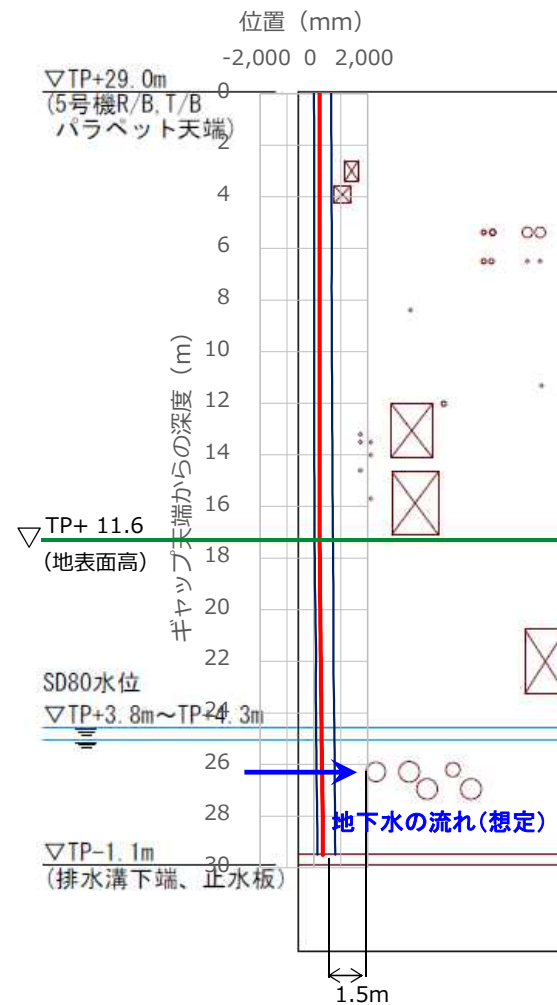 位置（mm）
-2,000 0 2,000
▽TP+29.0m
(5号機R/B,T/B
パラペット天端)
0
2
4
6
8
10
12
14
16
18
20
22
24
26
28
30
ギャップ天端からの深度（m）
▽TP+ 11.6
(地表面高)
SD80水位
▽TP+3.8m～TP+4.3m
地下水の流れ(想定)
▽TP-1.1m
(排水溝下端、止水板)
1.5m